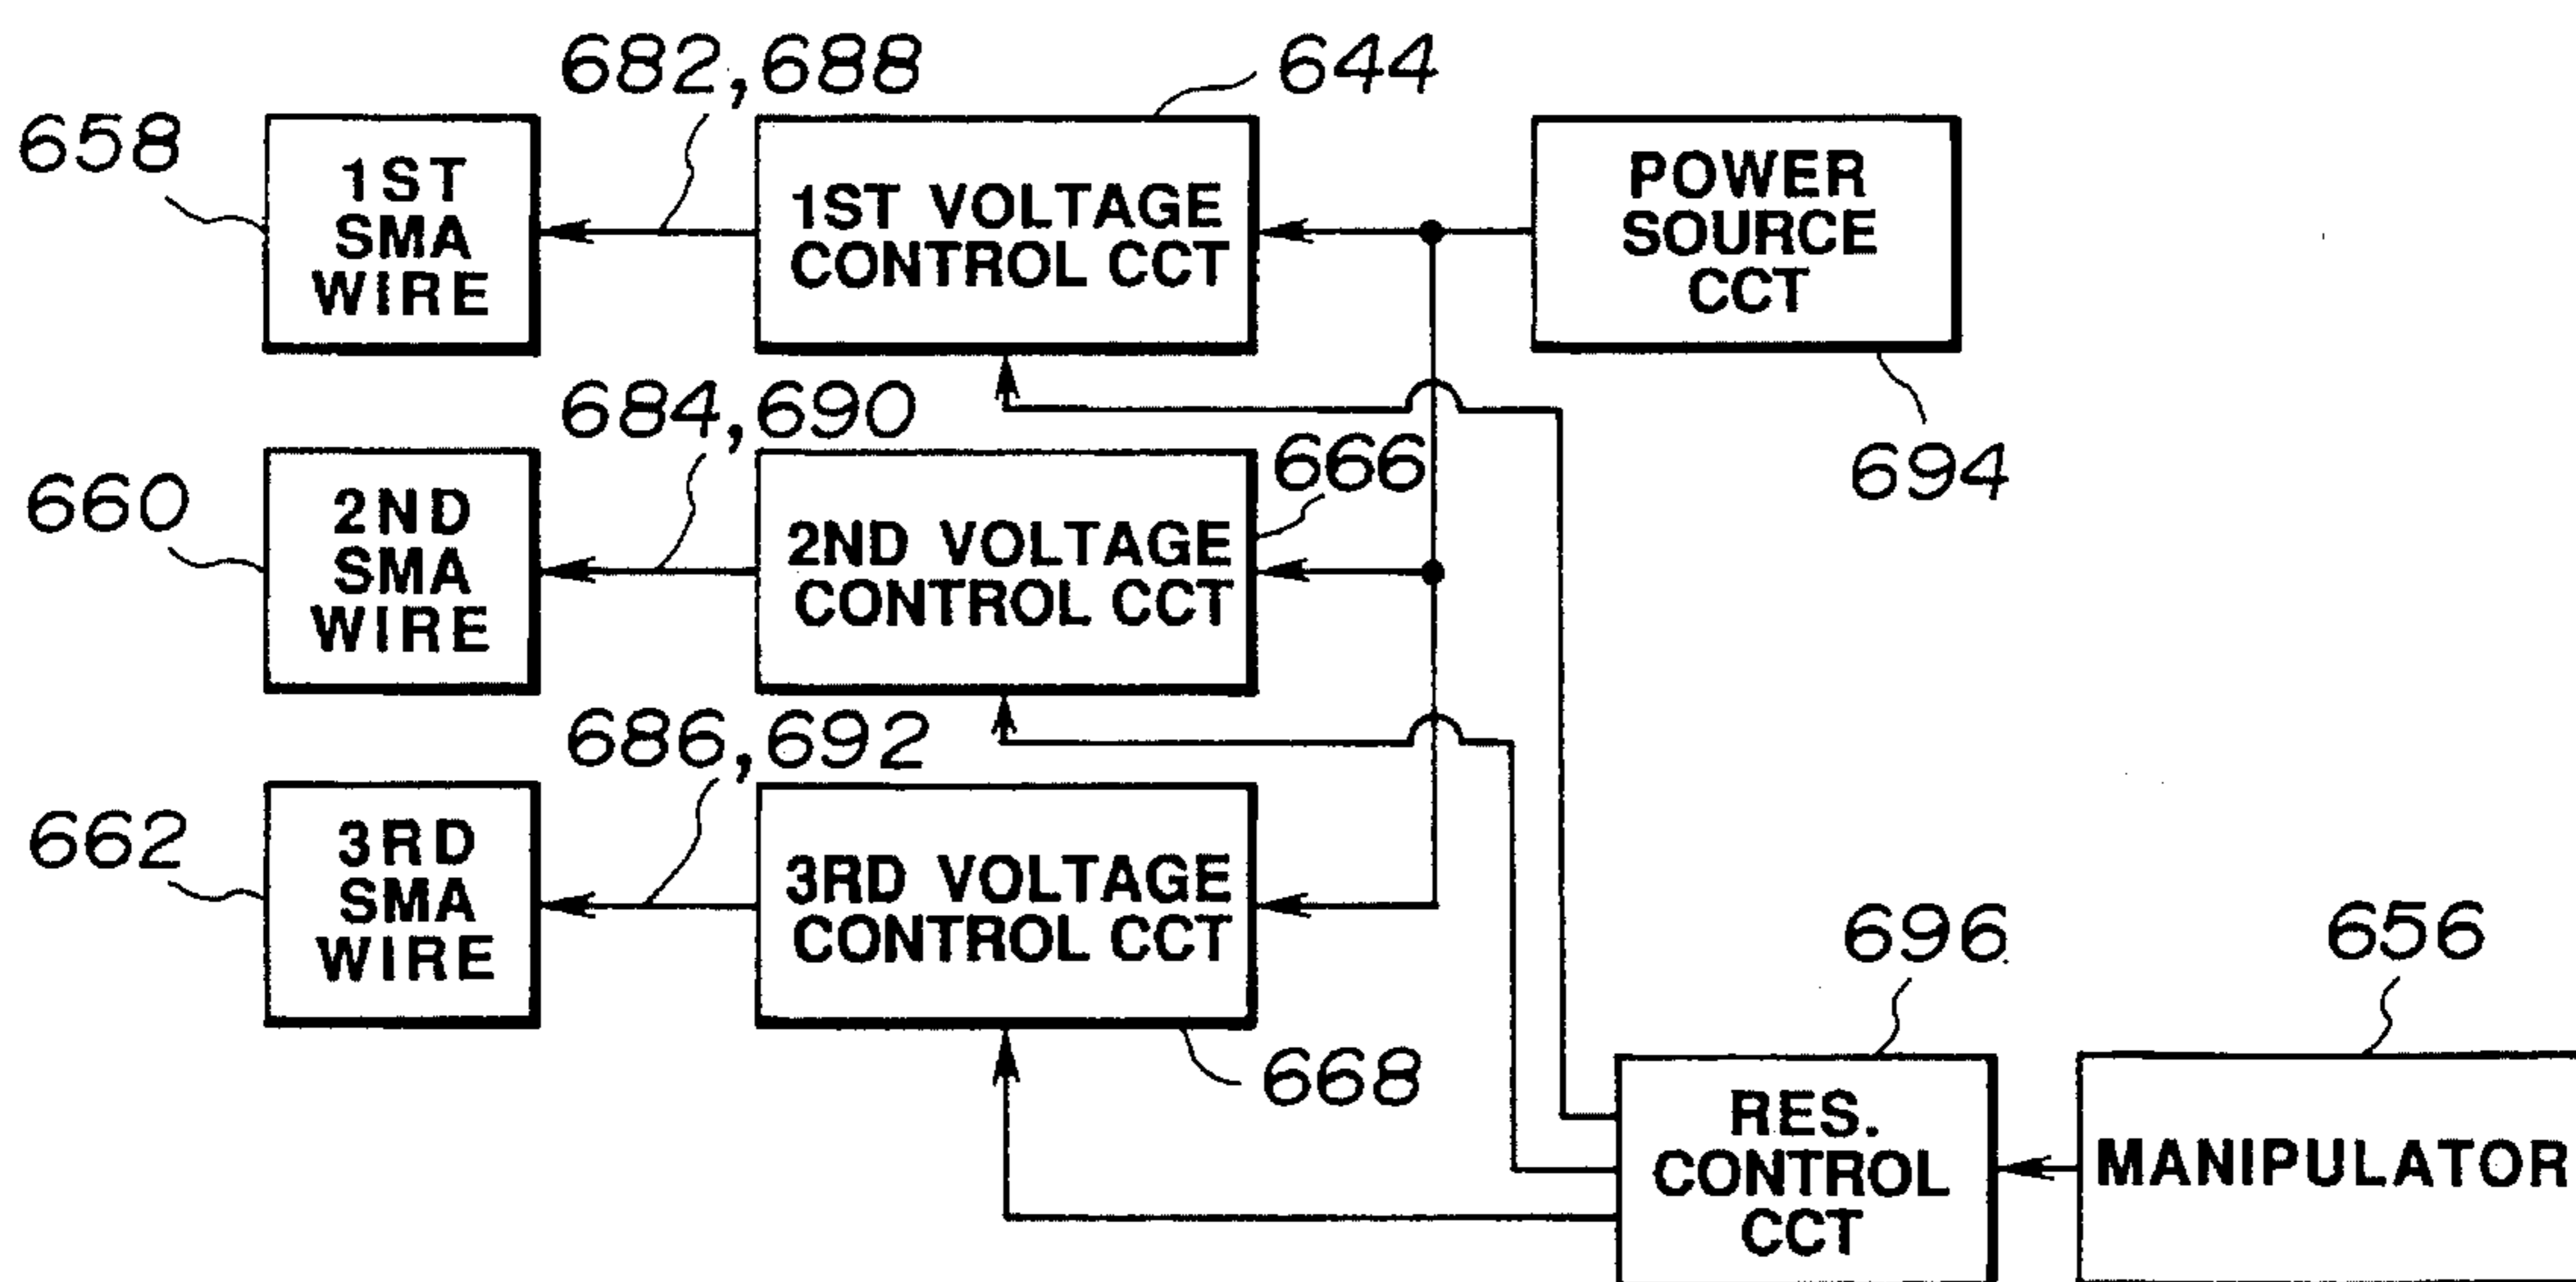 682,688
644
658
1ST
SMA
WIRE
1ST VOLTAGE
CONTROL CCT
POWER
SOURCE
CCT
694
684,690
666
660
2ND
SMA
WIRE
2ND VOLTAGE
CONTROL CCT
686,692
662
3RD
SMA
WIRE
3RD VOLTAGE
CONTROL CCT
668
696
656
RES.
CONTROL
CCT
MANIPULATOR